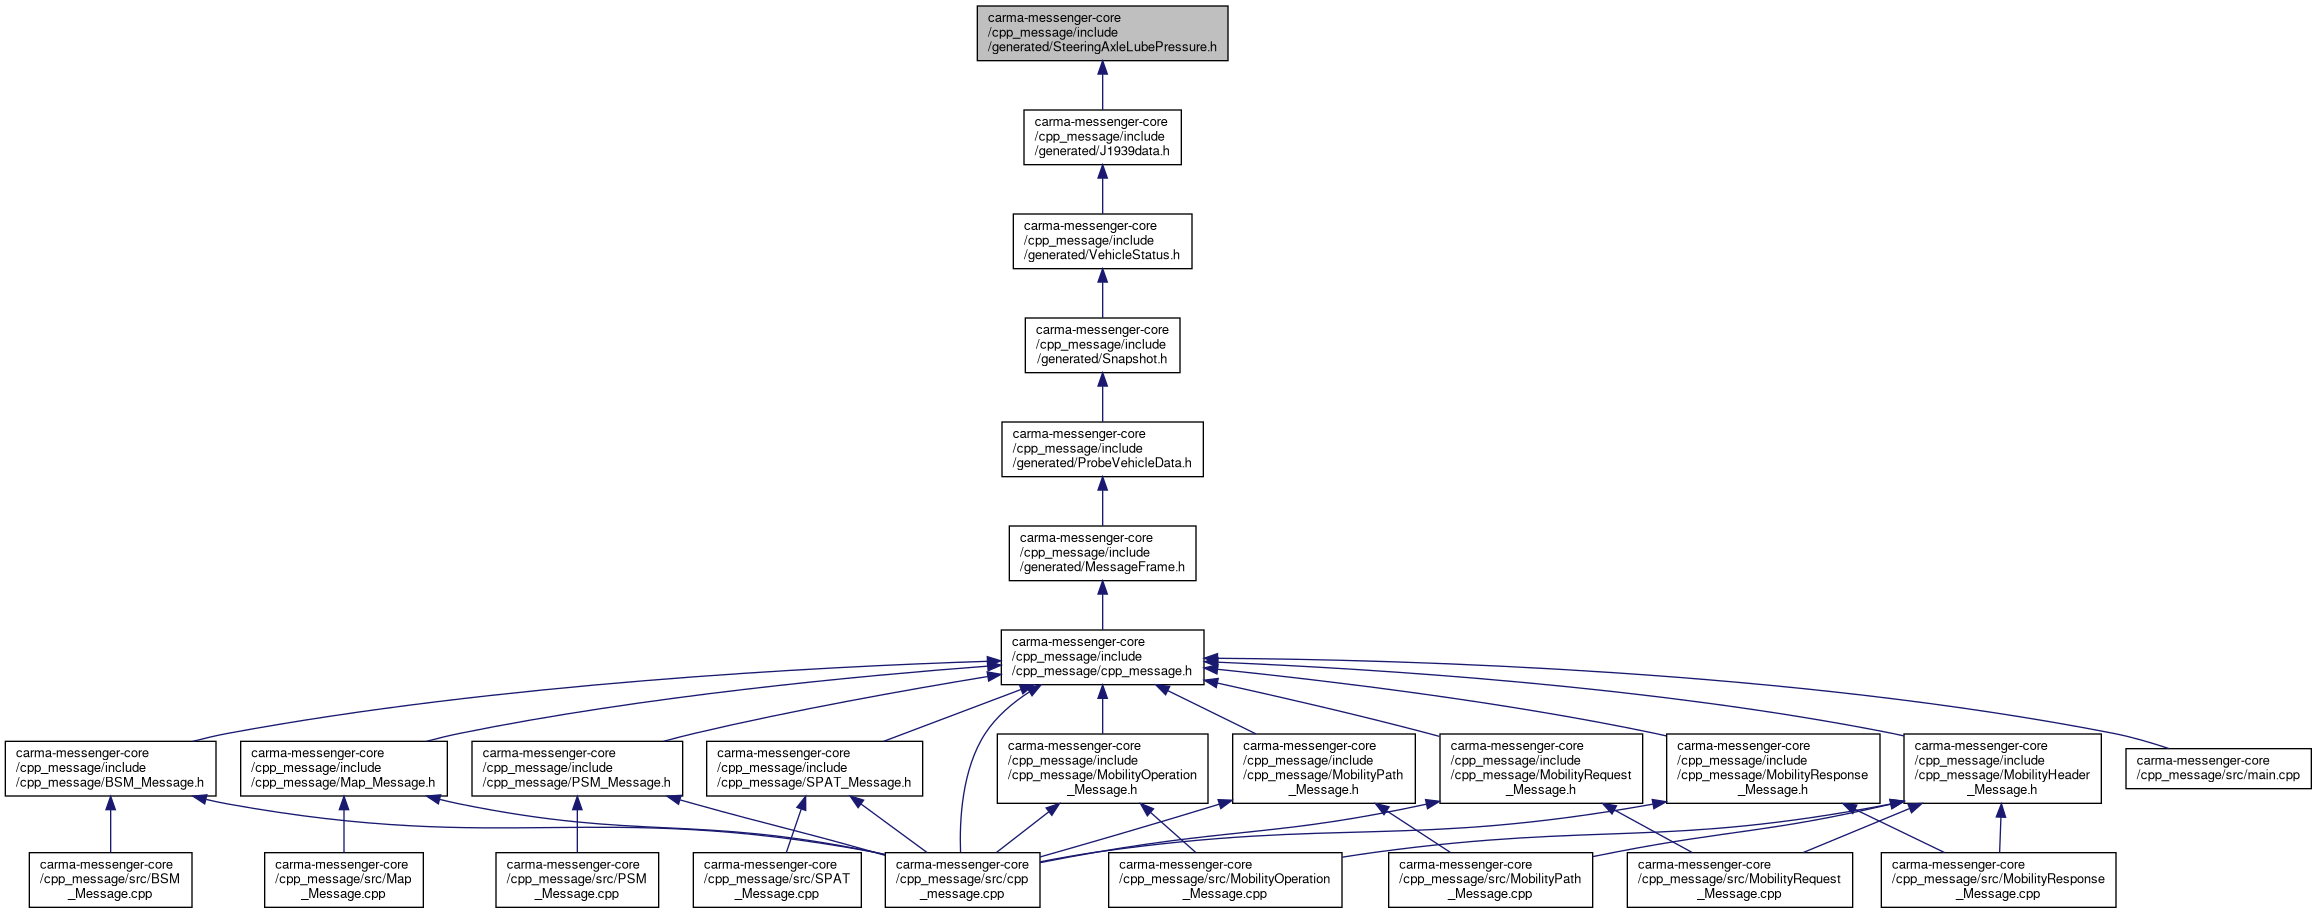 carma-messenger-core
/cpp_message/include
/generated/SteeringAxleLubePressure.h
carma-messenger-core
/cpp_message/include
/generated/J1939data.h
carma-messenger-core
/cpp_message/include
/generated/VehicleStatus.h
carma-messenger-core
/cpp_message/include
/generated/Snapshot.h
carma-messenger-core
/cpp_message/include
/generated/ProbeVehicleData.h
carma-messenger-core
/cpp_message/include
/generated/MessageFrame.h
carma-messenger-core
/cpp_message/include
/cpp_message/cpp_message.h
carma-messenger-core
/cpp_message/include
/cpp_message/BSM_Message.h
carma-messenger-core
/cpp_message/include
/cpp_message/Map_Message.h
carma-messenger-core
/cpp_message/include
/cpp_message/PSM_Message.h
carma-messenger-core
/cpp_message/include
/cpp_message/SPAT_Message.h
carma-messenger-core
/cpp_message/include
/cpp_message/MobilityOperation
_Message.h
carma-messenger-core
/cpp_message/include
/cpp_message/MobilityPath
_Message.h
carma-messenger-core
/cpp_message/include
/cpp_message/MobilityRequest
_Message.h
carma-messenger-core
/cpp_message/include
/cpp_message/MobilityResponse
_Message.h
carma-messenger-core
/cpp_message/include
/cpp_message/MobilityHeader
_Message.h
carma-messenger-core
/cpp_message/src/main.cpp
carma-messenger-core
/cpp_message/src/BSM
_Message.cpp
carma-messenger-core
/cpp_message/src/Map
_Message.cpp
carma-messenger-core
/cpp_message/src/PSM
_Message.cpp
carma-messenger-core
/cpp_message/src/SPAT
_Message.cpp
carma-messenger-core
/cpp_message/src/cpp
_message.cpp
carma-messenger-core
/cpp_message/src/MobilityOperation
_Message.cpp
carma-messenger-core
/cpp_message/src/MobilityPath
_Message.cpp
carma-messenger-core
/cpp_message/src/MobilityRequest
_Message.cpp
carma-messenger-core
/cpp_message/src/MobilityResponse
_Message.cpp